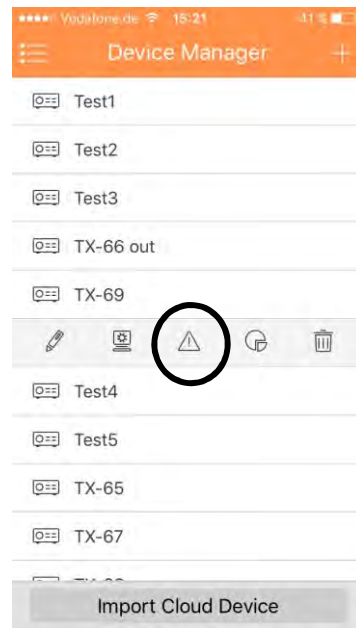 Vodafone.de 15:21 41 %
Device Manager
Test1
Test2
Test3
TX-66 out
TX-69
Test4
Test5
TX-65
TX-67
Import Cloud Device